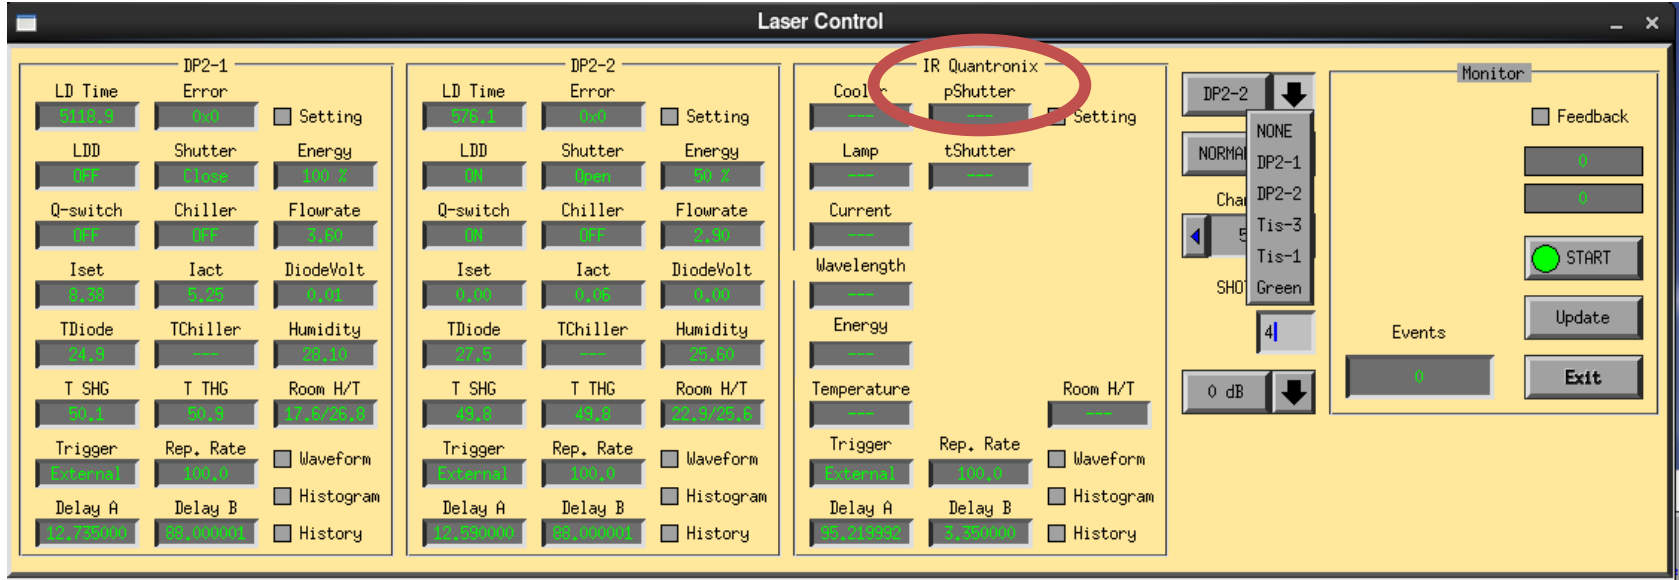 Laser Control
DP2-1
LD Time Error
5118.9 0x0 Setting
LDD Shutter Energy
OFF Close 100 %
Q-switch Chiller Flowrate
OFF OFF 3.60
Iset Iact DiodeVolt
8.38 5.25 0.01
TDiode TChiller Humidity
24.9 --- 28.10
T SHG T THG Room H/T
50.1 50.9 17.6/26.8
Trigger Rep. Rate
External 100.0 Waveform
Histogram
Delay A Delay B
12.735000 88.000001 History
DP2-2
LD Time Error
576.1 0x0 Setting
LDD Shutter Energy
ON Open 50 %
Q-switch Chiller Flowrate
ON OFF 2.90
Iset Iact DiodeVolt
0.00 0.06 0.00
TDiode TChiller Humidity
27.5 --- 25.60
T SHG T THG Room H/T
49.8 49.8 22.9/25.6
Trigger Rep. Rate
External 100.0 Waveform
Histogram
Delay A Delay B
12.590000 88.000001 History
IR Quantronix
Cooler pShutter
--- --- Setting
Lamp tShutter
--- ---
Current
---
Wavelength
---
Energy
---
Temperature Room H/T
--- ---
Trigger Rep. Rate
External 100.0 Waveform
Histogram
Delay A Delay B
95.219992 3.350000 History
DP2-2
NORMA
Cha
5
SHO
NONE
DP2-1
DP2-2
Tis-3
Tis-1
Green
4
0 dB
Monitor
Feedback
0
0
START
Update
Events
0
Exit